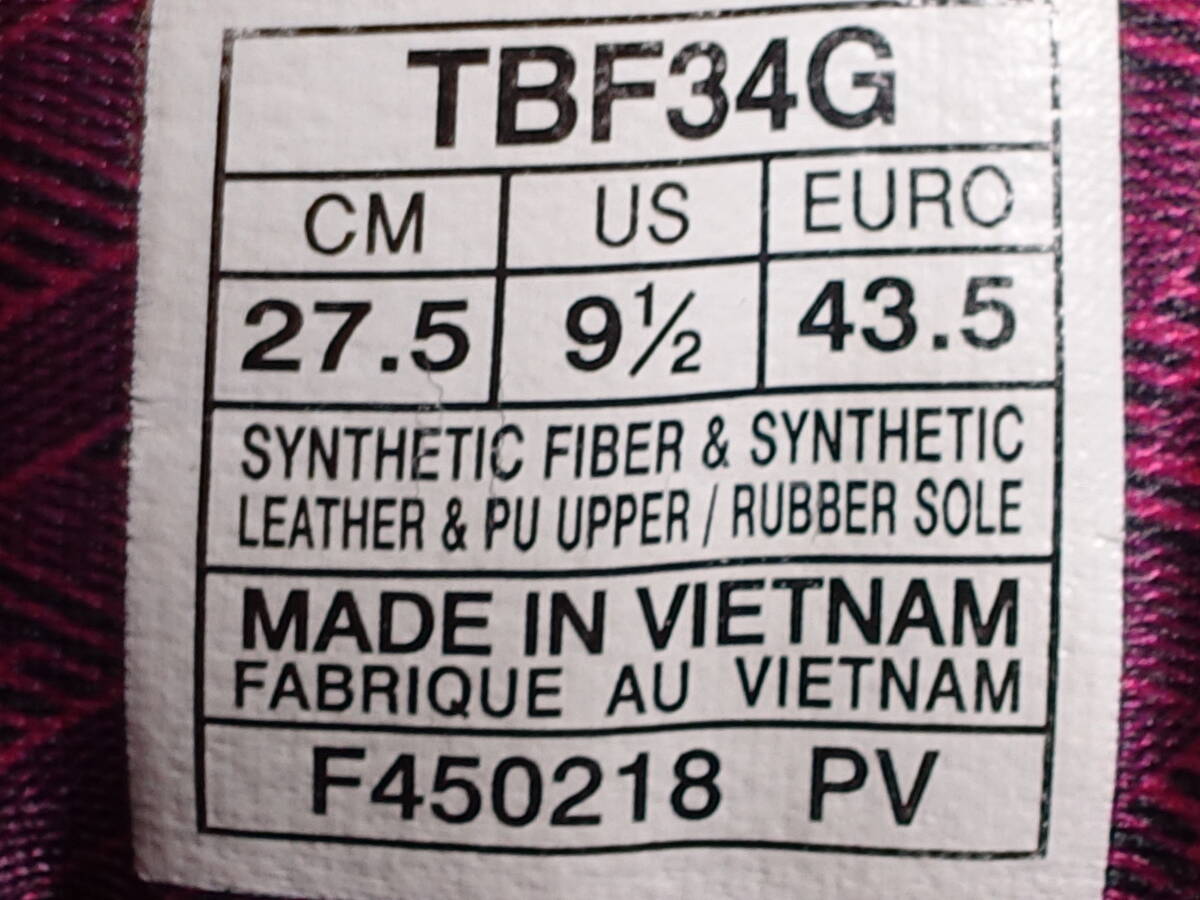 TBF34G
CM US EURO
27.5 9½ 43.5
SYNTHETIC FIBER & SYNTHETIC
LEATHER & PU UPPER / RUBBER SOLE
MADE IN VIETNAM
FABRIQUE AU VIETNAM
F450218 PV